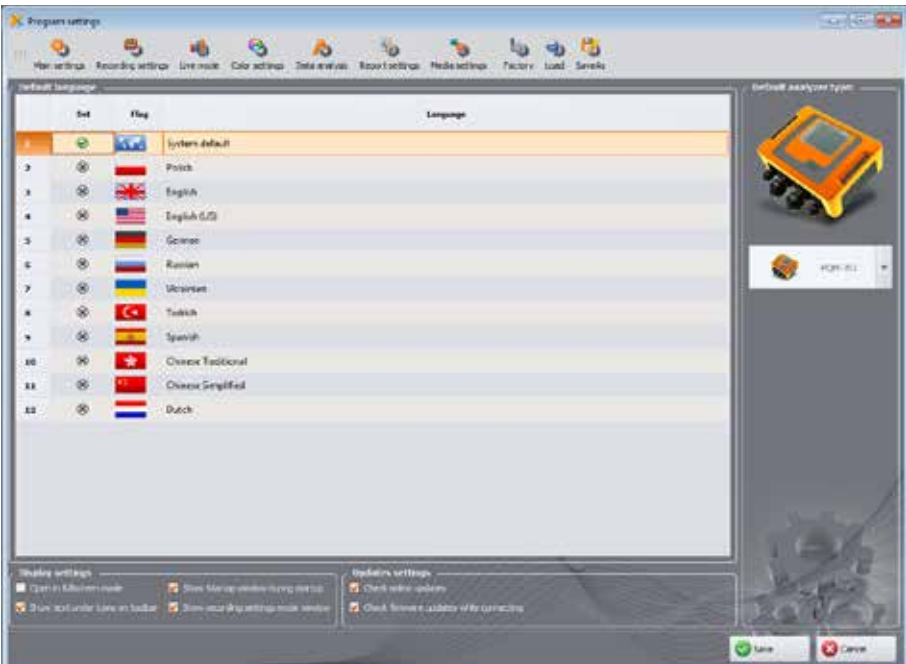 Program settings
Main settings Recording settings Live mode Color settings Data analysis Report settings Media settings Factory Load Save As
Default language
Default analyzer type:
Set Flag Language
1 System default
2 Polish
3 English
4 English (US)
5 German
6 Russian
7 Ukrainian
8 Turkish
9 Spanish
10 Chinese Traditional
11 Chinese Simplified
12 Dutch
Display settings
Open in fullscreen mode
Show startup window during startup
Show text under icons on toolbar
Show recording settings mode window
Updates settings
Check online updates
Check firmware updates while connecting
Save Cancel